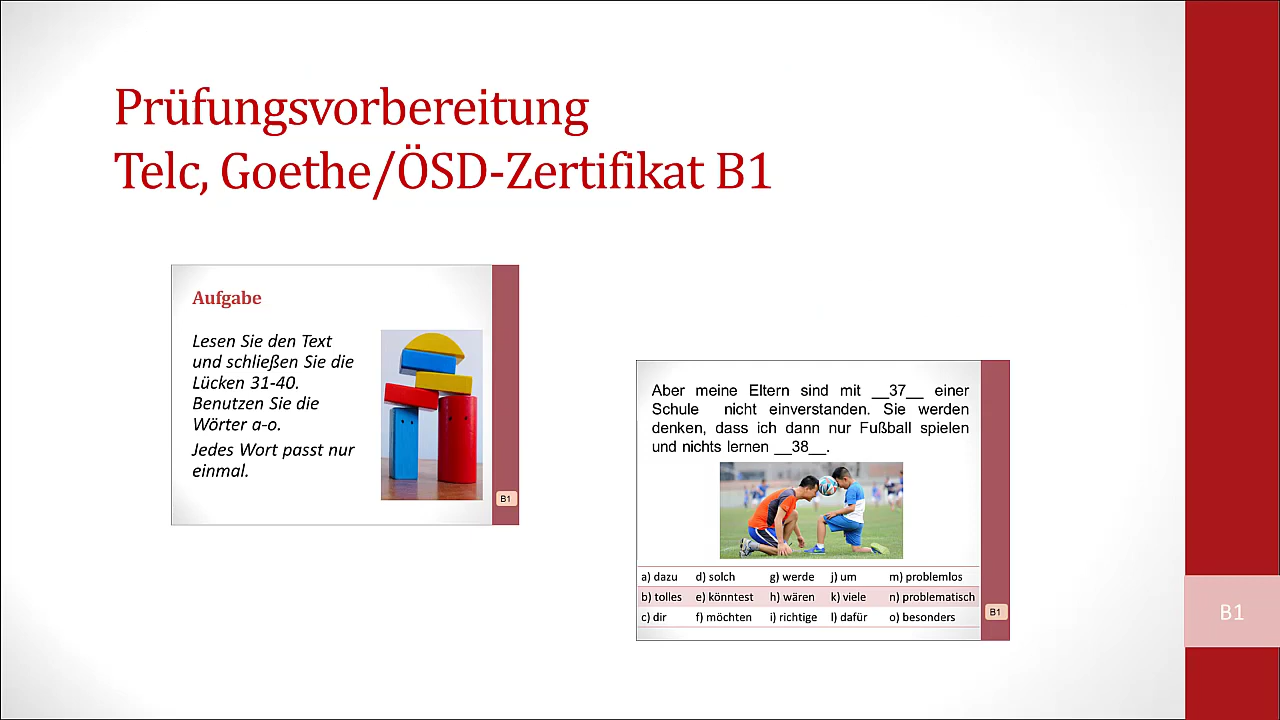 Prüfungsvorbereitung
Telc, Goethe/ÖSD-Zertifikat B1
Aufgabe
Lesen Sie den Text
und schließen Sie die
Lücken 31-40.
Benutzen Sie die
Wörter a-o.
Jedes Wort passt nur
einmal.
B1
Aber meine Eltern sind mit __37__ einer
Schule nicht einverstanden. Sie werden
denken, dass ich dann nur Fußball spielen
und nichts lernen __38__.
a) dazu d) solch g) werde j) um m) problemlos
b) tolles e) könntest h) wären k) viele n) problematisch
c) dir f) möchten i) richtige l) dafür o) besonders
B1
B1